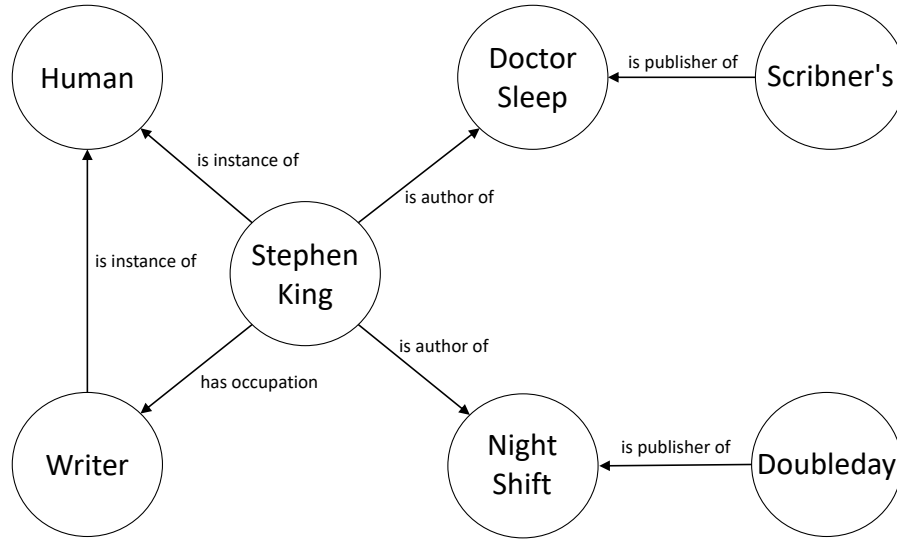 Human
Doctor
Sleep
is publisher of
Scribner's
is instance of
is author of
is instance of
Stephen
King
is author of
has occupation
Writer
Night
Shift
is publisher of
Doubleday